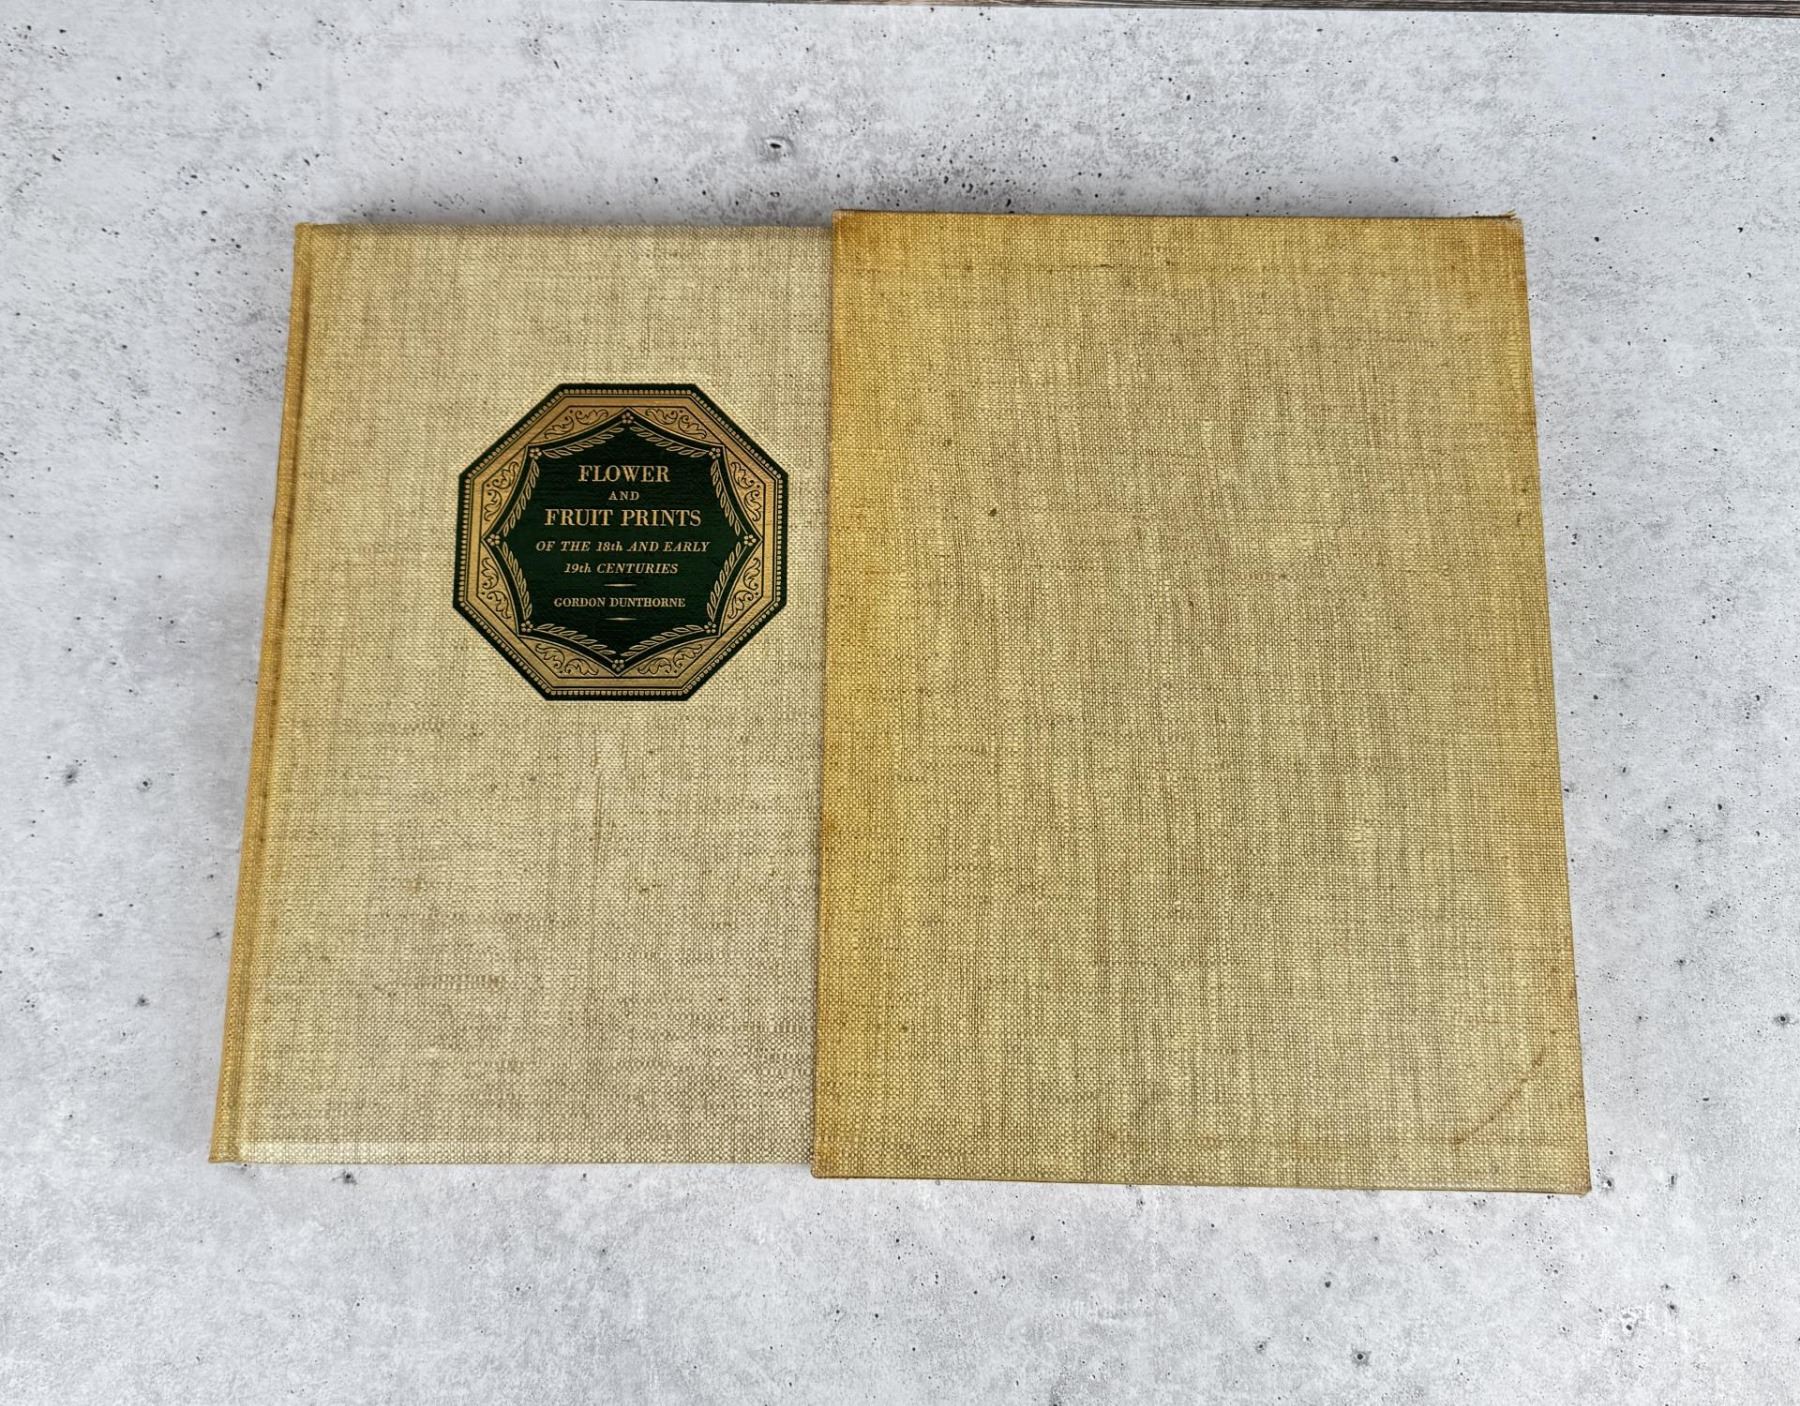 FLOWER
AND
FRUIT PRINTS
OF THE 18th AND EARLY
19th CENTURIES
GORDON DUNTHORNE